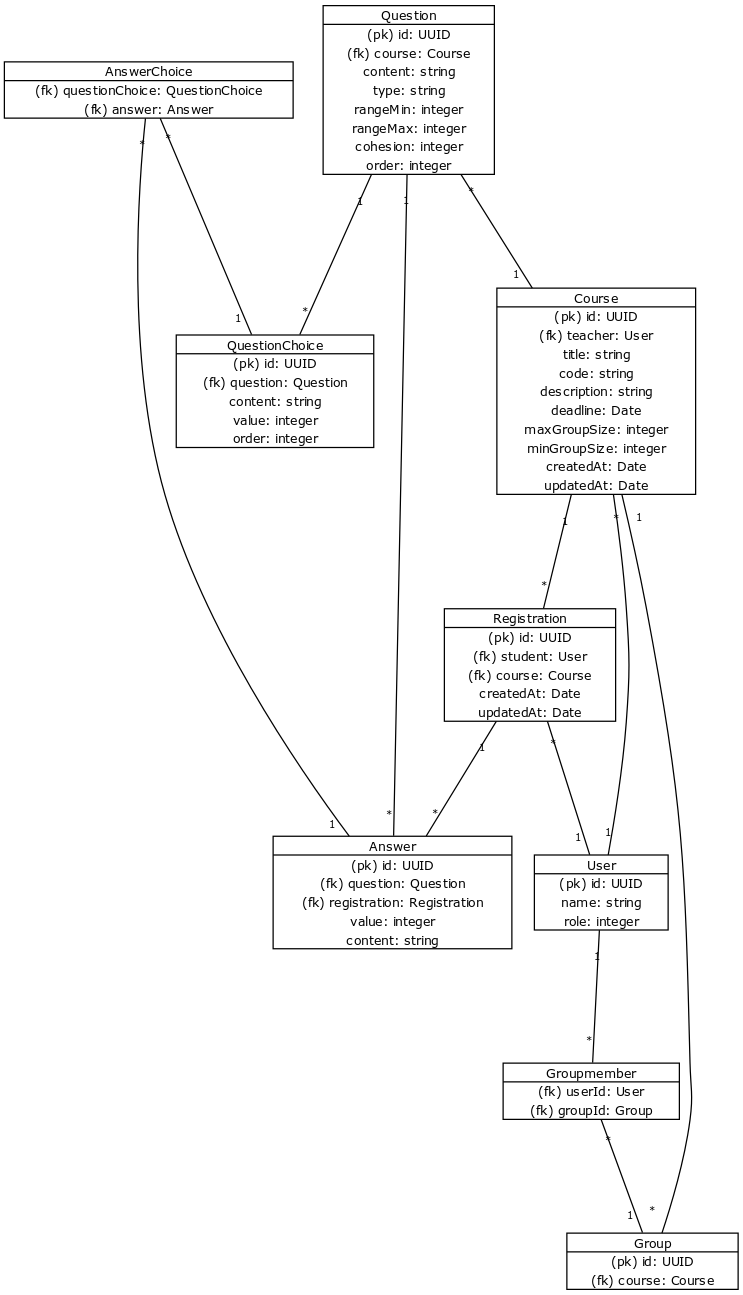 Question
(pk) id: UUID
(fk) course: Course
content: string
type: string
rangeMin: integer
rangeMax: integer
cohesion: integer
order: integer
AnswerChoice
(fk) questionChoice: QuestionChoice
(fk) answer: Answer
*
*
1
1
*
1
*
1
Course
(pk) id: UUID
(fk) teacher: User
title: string
code: string
description: string
deadline: Date
maxGroupSize: integer
minGroupSize: integer
createdAt: Date
updatedAt: Date
QuestionChoice
(pk) id: UUID
(fk) question: Question
content: string
value: integer
order: integer
1
*
1
*
Registration
(pk) id: UUID
(fk) student: User
(fk) course: Course
createdAt: Date
updatedAt: Date
1
*
1
*
*
1
1
Answer
(pk) id: UUID
(fk) question: Question
(fk) registration: Registration
value: integer
content: string
User
(pk) id: UUID
name: string
role: integer
1
*
Groupmember
(fk) userId: User
(fk) groupId: Group
*
1
*
Group
(pk) id: UUID
(fk) course: Course